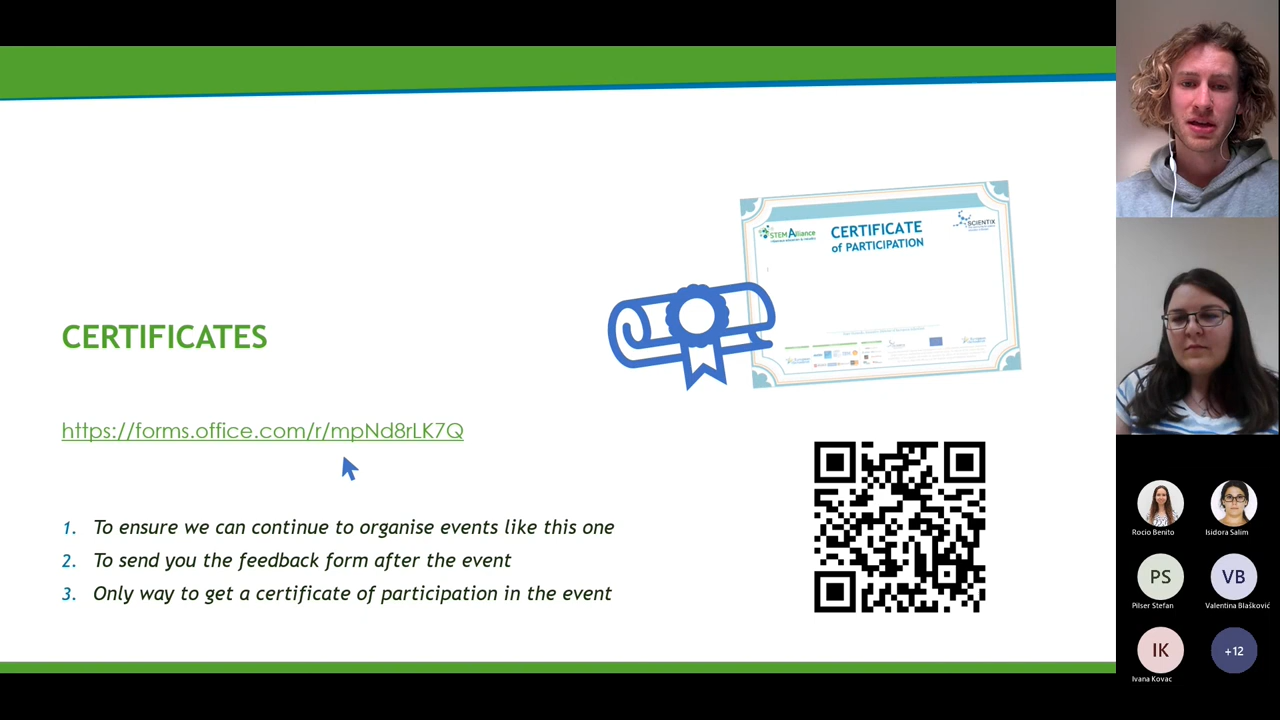 STEM Alliance
SCIENTIX
CERTIFICATE
of PARTICIPATION
CERTIFICATES
https://forms.office.com/r/mpNd8rLK7Q
1. To ensure we can continue to organise events like this one
2. To send you the feedback form after the event
3. Only way to get a certificate of participation in the event
Rocio Benito
Isidora Salim
PS
VB
Pilser Stefan
Valentina Blašković
IK
+12
Ivana Kovac